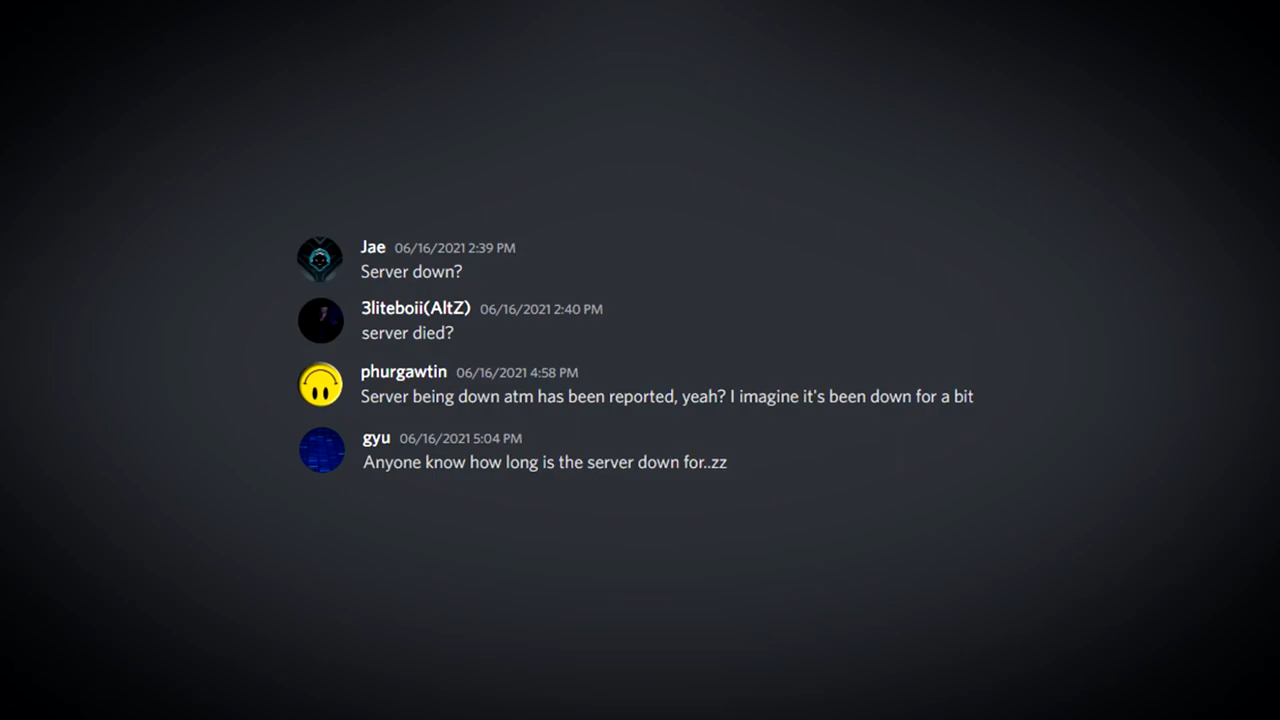 Jae 06/16/2021 2:39 PM
Server down?
3liteboii(AltZ) 06/16/2021 2:40 PM
server died?
phurgawtin 06/16/2021 4:58 PM
Server being down atm has been reported, yeah? I imagine it's been down for a bit
gyu 06/16/2021 5:04 PM
Anyone know how long is the server down for..zz